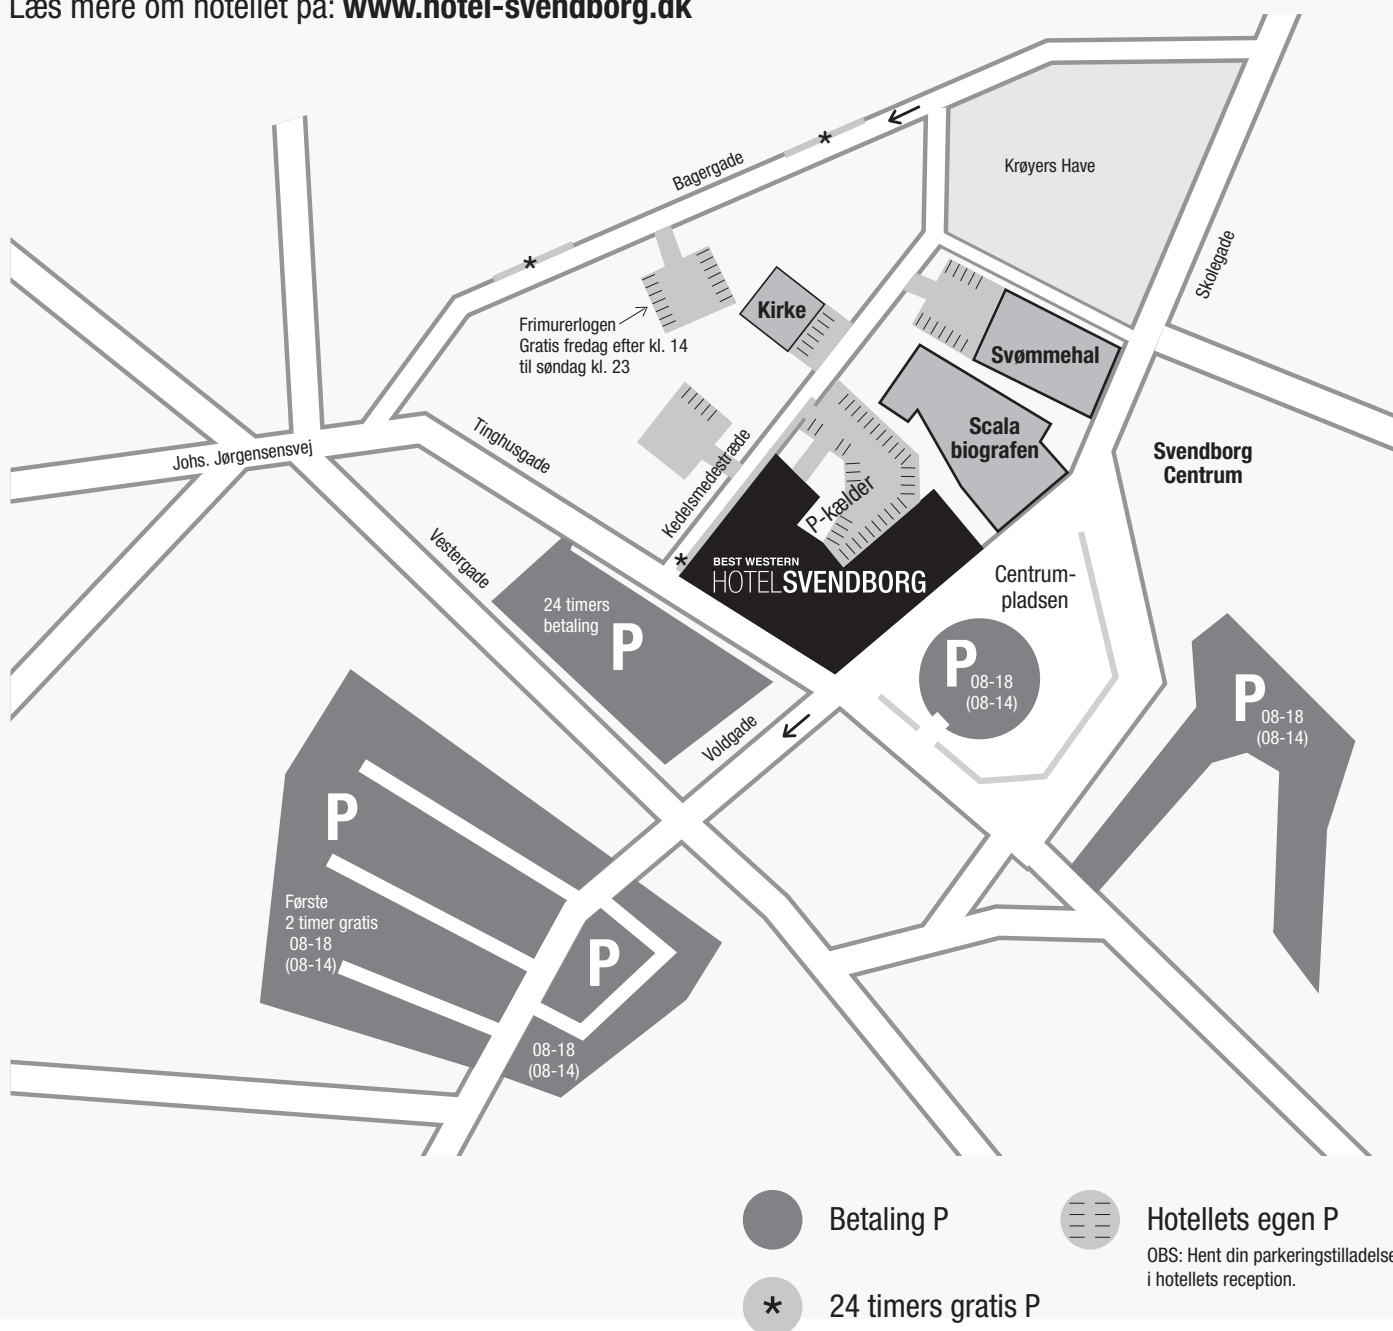 Læs mere om hotellet på: www.hotel-svendborg.dk
Krøyers Have
Bagergade
*
*
Skolegade
Kirke
Frimurerlogen
Gratis fredag efter kl. 14
til søndag kl. 23
Svømmehal
Scala
biografen
Svendborg
Centrum
Johs. Jørgensensvej
Tinghusgade
Kedelsmedestræde
P-kælder
Vestergade
*
BEST WESTERN
HOTELSVENDBORG
Centrum-
pladsen
24 timers
betaling
P
P
08-18
(08-14)
P
08-18
(08-14)
Voldgade
P
Første
2 timer gratis
08-18
(08-14)
P
08-18
(08-14)
Betaling P
Hotellets egen P
OBS: Hent din parkeringstilladelse
i hotellets reception.
*
24 timers gratis P